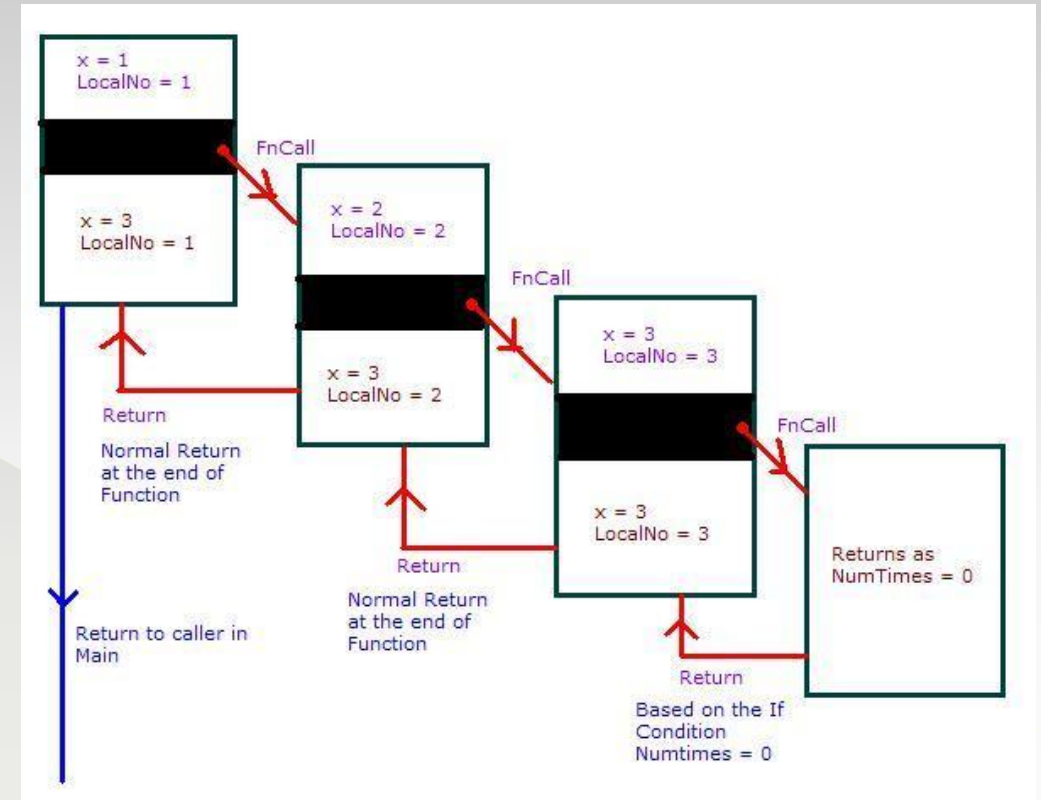 x = 1
LocalNo = 1
FnCall
x = 3
LocalNo = 1
x = 2
LocalNo = 2
FnCall
x = 3
LocalNo = 2
x = 3
LocalNo = 3
FnCall
x = 3
LocalNo = 3
Returns as
NumTimes = 0
Return
Normal Return
at the end of
Function
Return
Normal Return
at the end of
Function
Return
Based on the If
Condition
Numtimes = 0
Return to caller in
Main